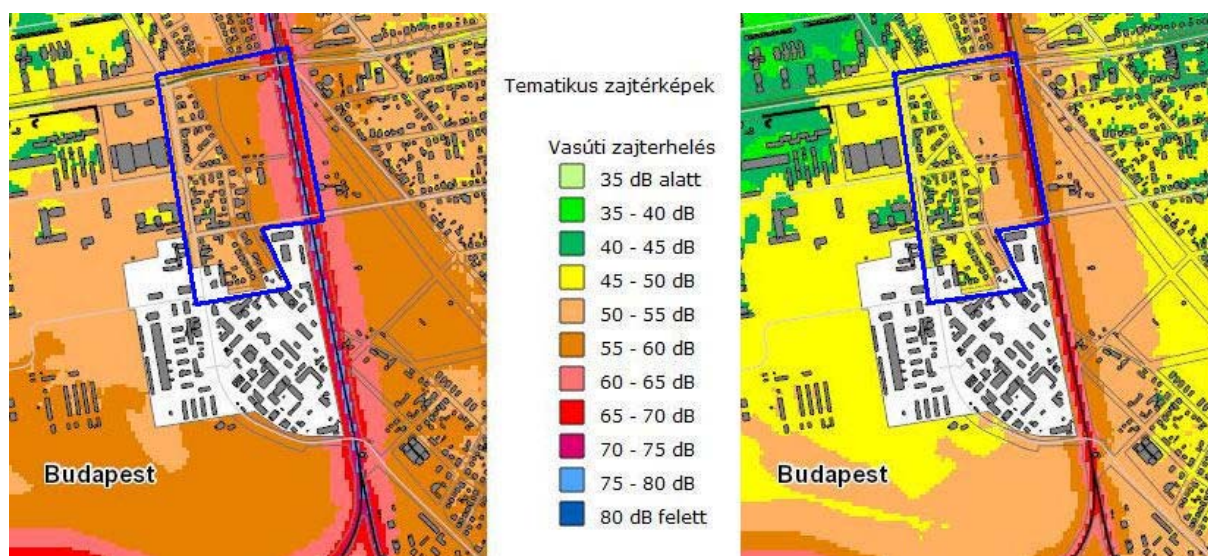 Tematikus zajtérképek
Vasúti zajterhelés
35 dB alatt
35 - 40 dB
40 - 45 dB
45 - 50 dB
50 - 55 dB
55 - 60 dB
60 - 65 dB
65 - 70 dB
70 - 75 dB
75 - 80 dB
80 dB felett
Budapest
Budapest